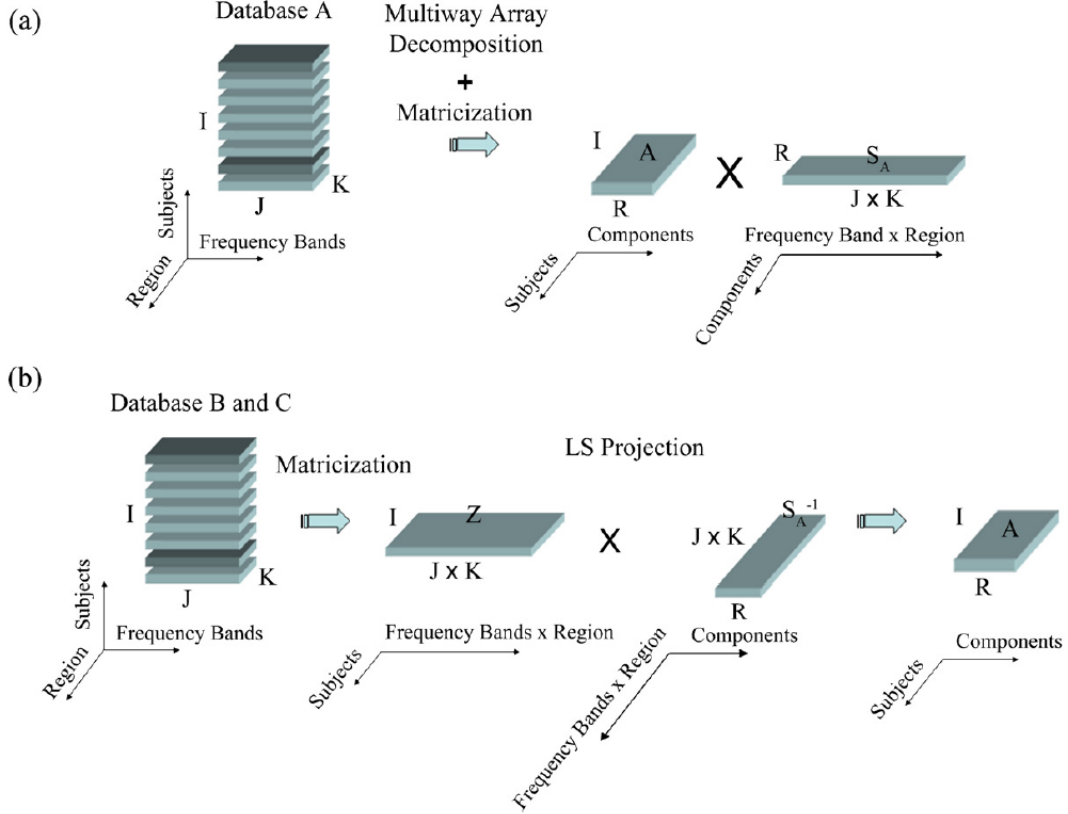 (a)
Database A
Multiway Array
Decomposition
+
Matricization
I
K
J
Subjects
Frequency Bands
Region
I
A
R
X
R
S_A
J x K
Components
Subjects
Frequency Band x Region
Components
(b)
Database B and C
Matricization
LS Projection
I
K
J
Subjects
Frequency Bands
Region
I
Z
J x K
Frequency Bands x Region
Subjects
X
S_A^-1
J x K
R
Components
Frequency Bands x Region
I
A
R
Components
Subjects